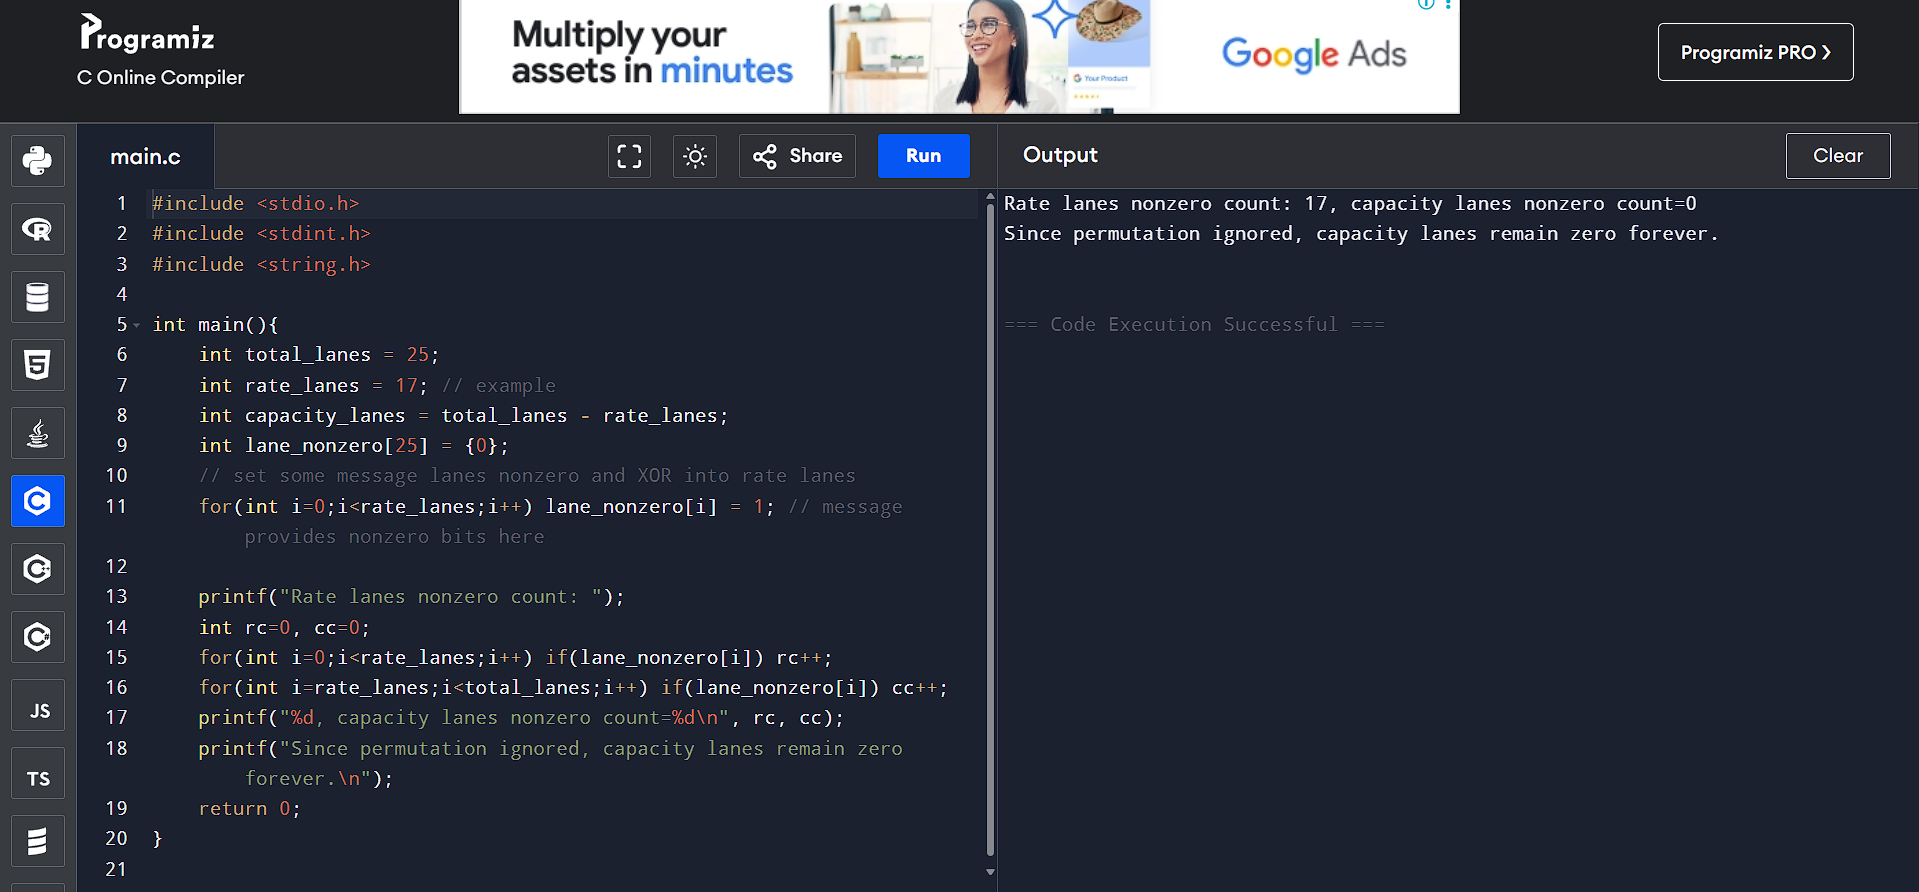 Programiz
C Online Compiler
Multiply your
assets in minutes
Your Product
Google Ads
Programiz PRO
main.c
Share
Run
Output
Clear
1 #include <stdio.h>
2 #include <stdint.h>
3 #include <string.h>
4
5 int main(){
6 int total_lanes = 25;
7 int rate_lanes = 17; // example
8 int capacity_lanes = total_lanes - rate_lanes;
9 int lane_nonzero[25] = {0};
10 // set some message lanes nonzero and XOR into rate lanes
11 for(int i=0;i<rate_lanes;i++) lane_nonzero[i] = 1; // message
provides nonzero bits here
12
13 printf("Rate lanes nonzero count: ");
14 int rc=0, cc=0;
15 for(int i=0;i<rate_lanes;i++) if(lane_nonzero[i]) rc++;
16 for(int i=rate_lanes;i<total_lanes;i++) if(lane_nonzero[i]) cc++;
17 printf("%d, capacity lanes nonzero count=%d\n", rc, cc);
18 printf("Since permutation ignored, capacity lanes remain zero
forever.\n");
19 return 0;
20 }
21
Rate lanes nonzero count: 17, capacity lanes nonzero count=0
Since permutation ignored, capacity lanes remain zero forever.
=== Code Execution Successful ===
R
5
C
C++
C#
JS
TS